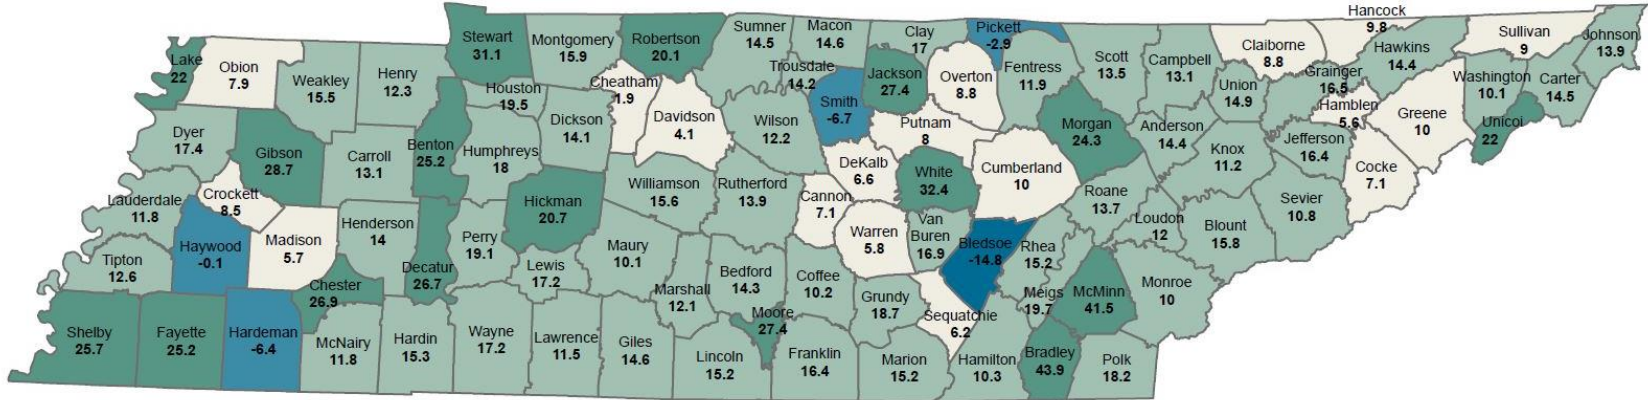 Lake
22
Obion
7.9
Weakley
15.5
Henry
12.3
Stewart
31.1
Montgomery
15.9
Robertson
20.1
Sumner
14.5
Macon
14.6
Clay
17
Pickett
-2.9
Trousdale
14.2
Smith
-6.7
Jackson
27.4
Overton
8.8
Fentress
11.9
Scott
13.5
Campbell
13.1
Claiborne
8.8
Hancock
9.8
Hawkins
14.4
Sullivan
9
Johnson
13.9
Houston
19.5
Cheatham
1.9
Dickson
14.1
Davidson
4.1
Wilson
12.2
Putnam
8
Morgan
24.3
Anderson
14.4
Union
14.9
Grainger
16.5
Hamblen
5.6
Greene
10
Washington
10.1
Carter
14.5
Unicoi
22
Dyer
17.4
Gibson
28.7
Carroll
13.1
Benton
25.2
Humphreys
18
Hickman
20.7
Williamson
15.6
Rutherford
13.9
Cannon
7.1
DeKalb
6.6
White
32.4
Cumberland
10
Roane
13.7
Knox
11.2
Jefferson
16.4
Cocke
7.1
Sevier
10.8
Lauderdale
11.8
Crockett
8.5
Haywood
-0.1
Madison
5.7
Henderson
14
Decatur
26.7
Perry
19.1
Lewis
17.2
Maury
10.1
Marshall
12.1
Bedford
14.3
Coffee
10.2
Warren
5.8
Van
Buren
16.9
Bledsoe
-14.8
Rhea
15.2
Loudon
12
Blount
15.8
Tipton
12.6
Chester
26.9
Moore
27.4
Grundy
18.7
Sequatchie
6.2
Meigs
19.7
McMinn
41.5
Monroe
10
Shelby
25.7
Fayette
25.2
Hardeman
-6.4
McNairy
11.8
Hardin
15.3
Wayne
17.2
Lawrence
11.5
Giles
14.6
Lincoln
15.2
Franklin
16.4
Marion
15.2
Hamilton
10.3
Bradley
43.9
Polk
18.2